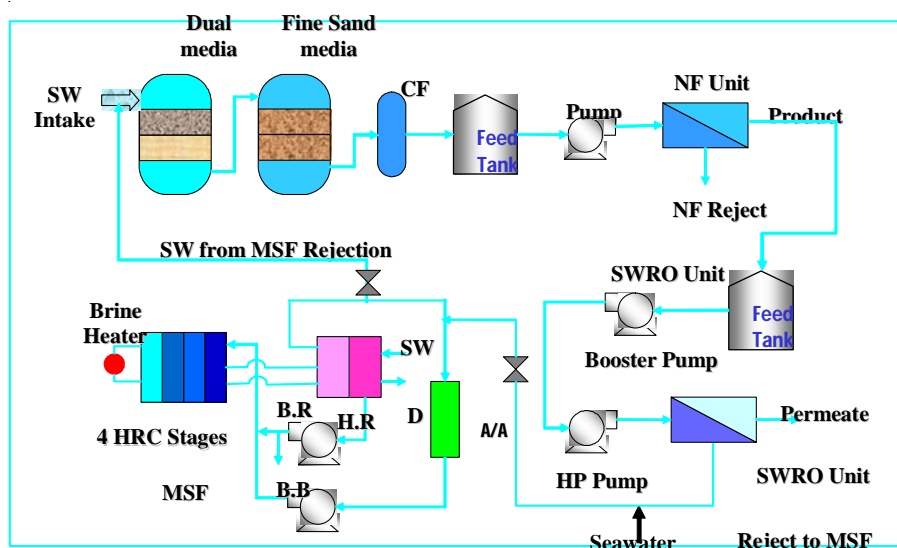 Dual
media
Fine Sand
media
SW
Intake
CF
Feed
Tank
Pump
NF Unit
Product
NF Reject
SW from MSF Rejection
SWRO Unit
Feed
Tank
Booster Pump
Brine
Heater
SW
4 HRC Stages
B.R
H.R
D
A/A
MSF
B.B
HP Pump
Permeate
SWRO Unit
Seawater
Reject to MSF